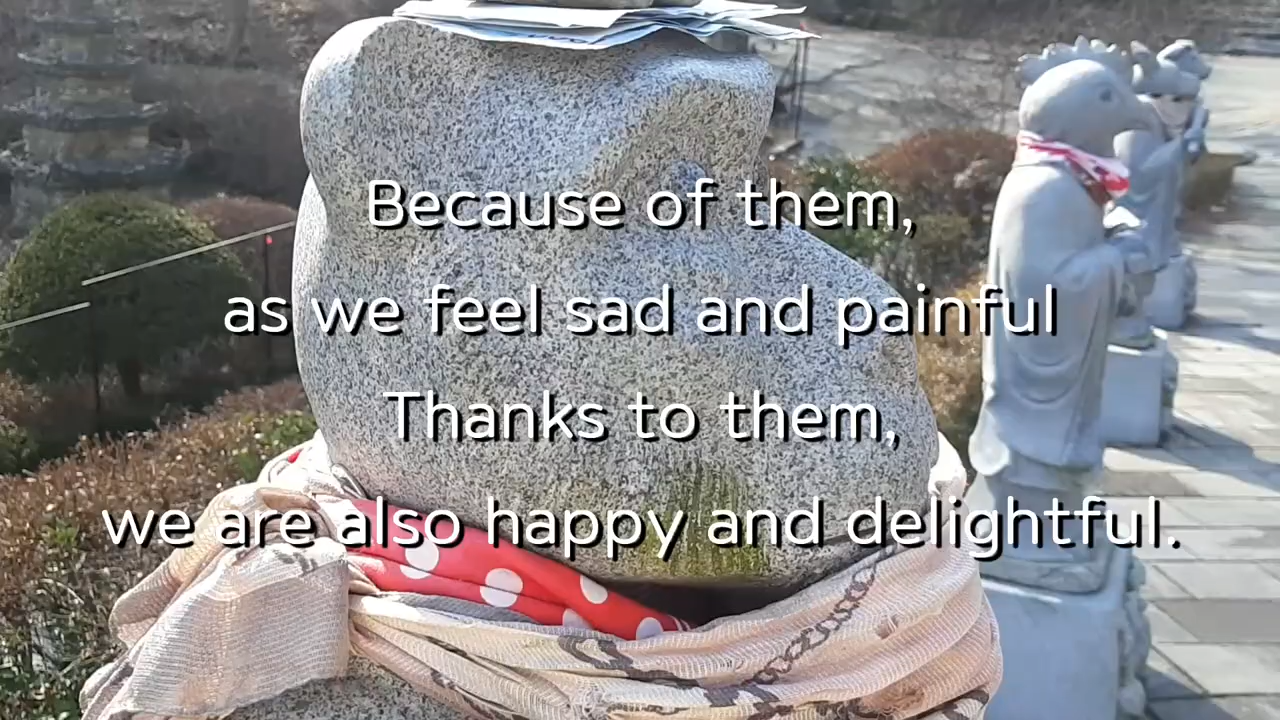 Because of them,
as we feel sad and painful
Thanks to them,
we are also happy and delightful.